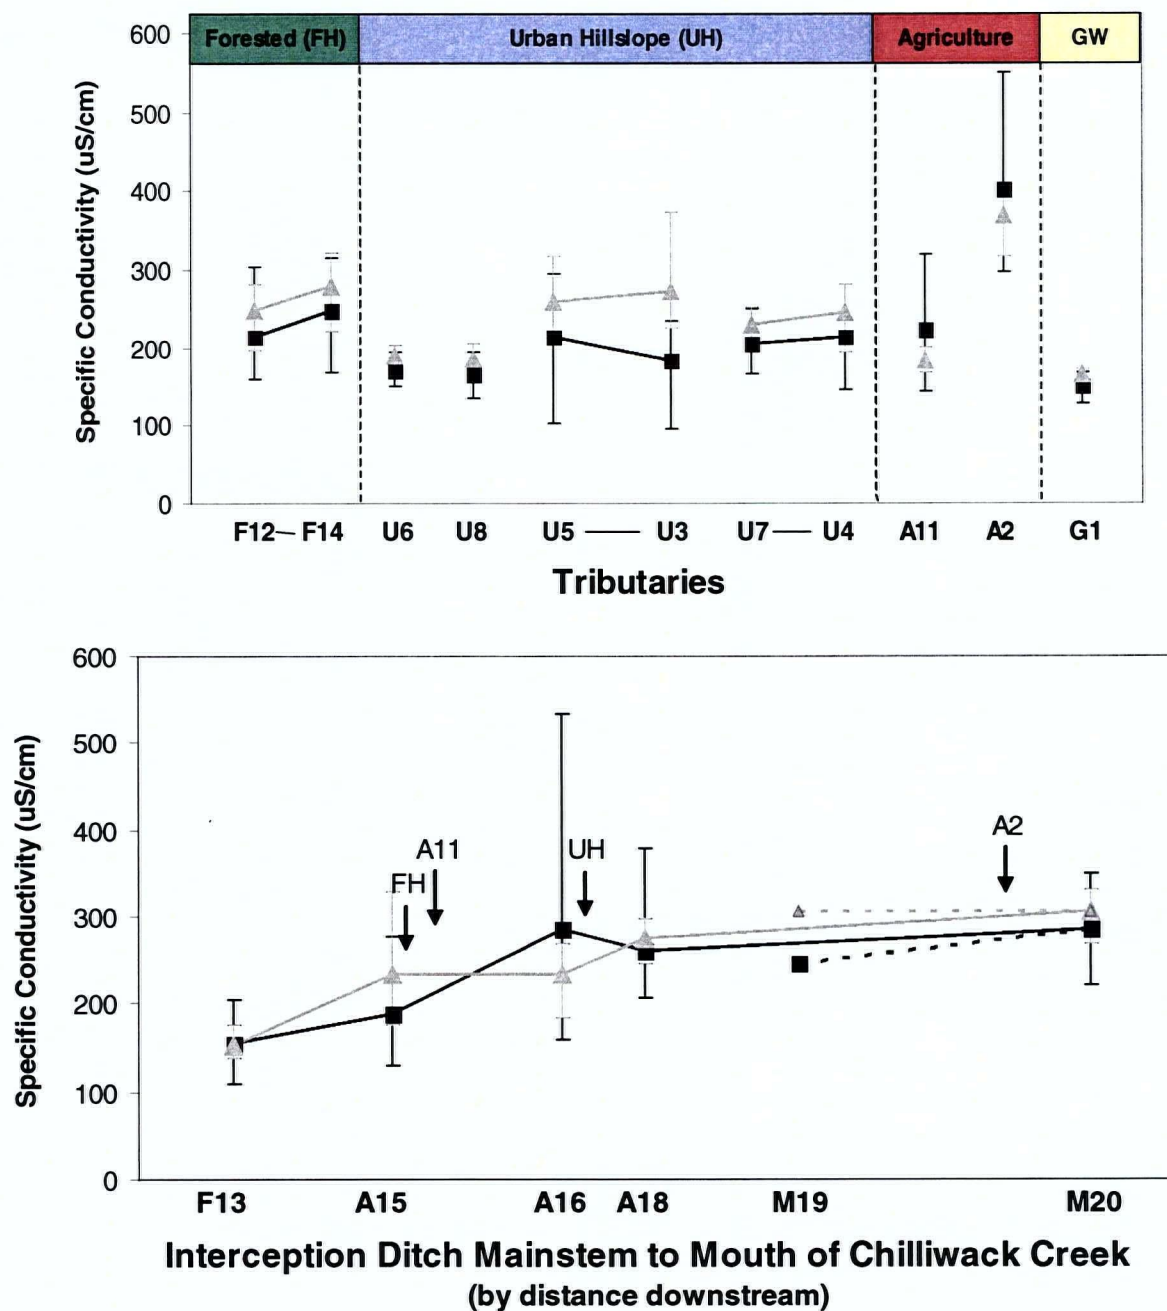 Forested (FH) Urban Hillslope (UH) Agriculture GW
Specific Conductivity (uS/cm)
600
500
400
300
200
100
0
F12 — F14 U6 U8 U5 —— U3 U7 —— U4 A11 A2 G1
Tributaries
Specific Conductivity (uS/cm)
600
500
400
300
200
100
0
FH
A11
UH
A2
F13 A15 A16 A18 M19 M20
Interception Ditch Mainstem to Mouth of Chilliwack Creek
(by distance downstream)